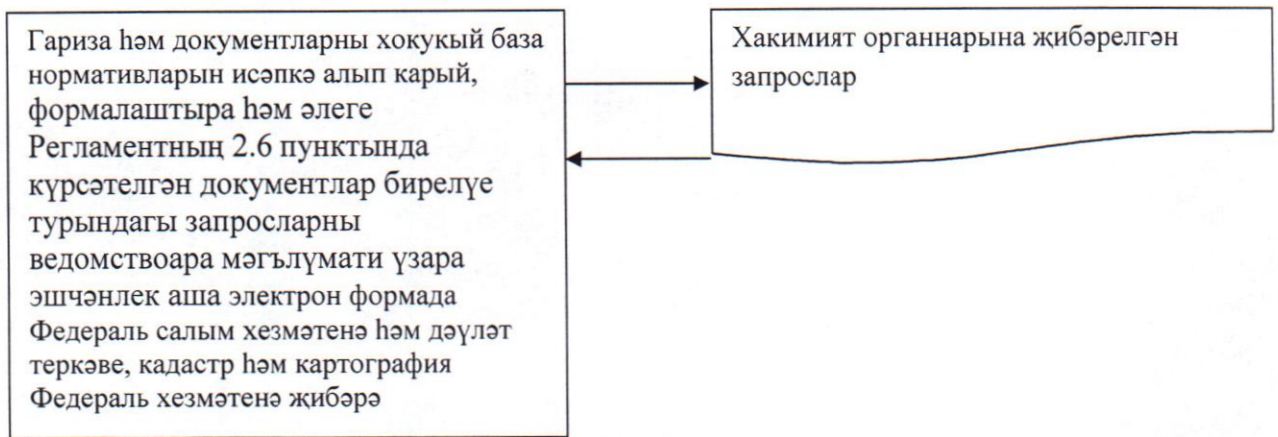 Гариза һәм документларны хокукый база
нормативларын исәпкә алып карый,
формалаштыра һәм әлеге
Регламентның 2.6 пунктында
күрсәтелгән документлар бирелүе
турындагы запросларны
ведомствоара мәгълүмати үзара
эшчәнлек аша электрон формада
Федераль салым хезмәтенә һәм дәүләт
теркәве, кадастр һәм картография
Федераль хезмәтенә җибәрә
Хакимият органнарына җибәрелгән
запрослар